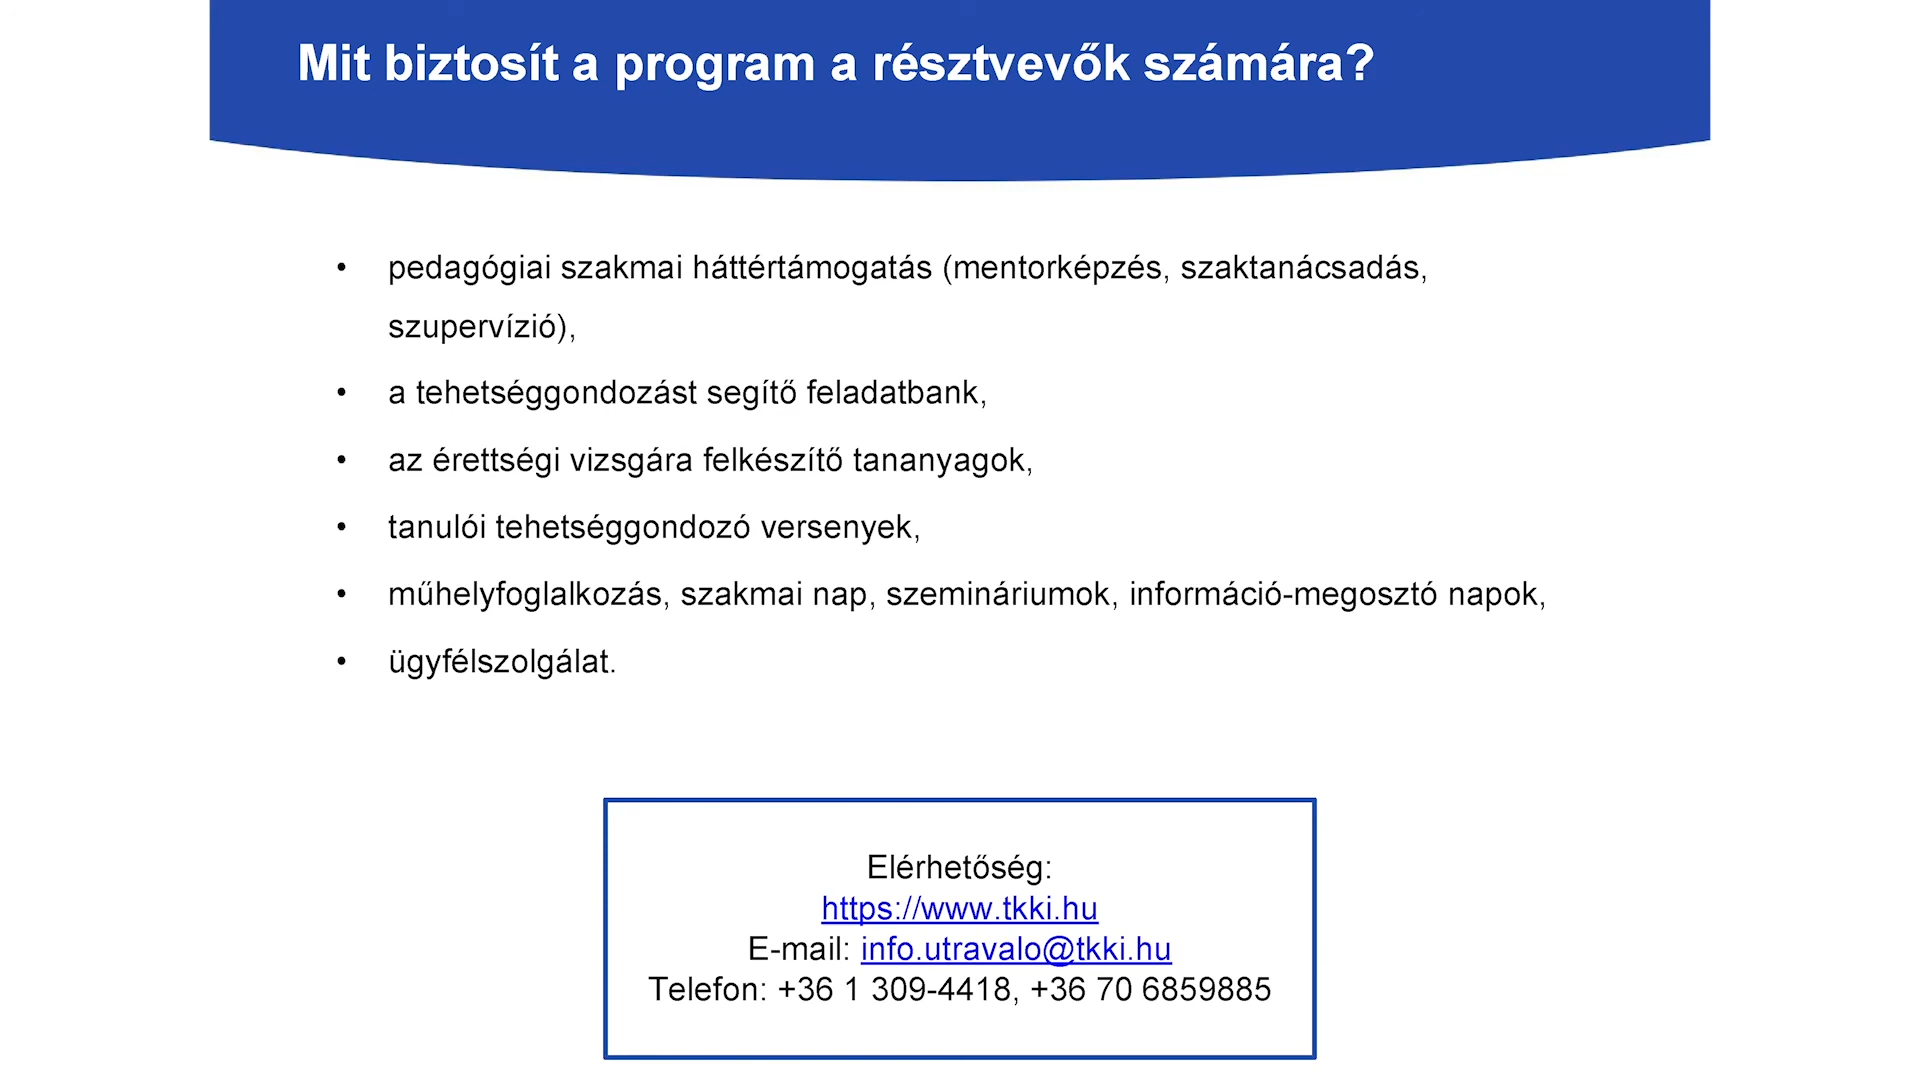 Mit biztosít a program a résztvevők számára?
• pedagógiai szakmai háttértámogatás (mentorképzés, szaktanácsadás,
szupervízió),
• a tehetséggondozást segítő feladatbank,
• az érettségi vizsgára felkészítő tananyagok,
• tanulói tehetséggondozó versenyek,
• műhelyfoglalkozás, szakmai nap, szemináriumok, információ-megosztó napok,
• ügyfélszolgálat.
Elérhetőség:
https://www.tkki.hu
E-mail: info.utravalo@tkki.hu
Telefon: +36 1 309-4418, +36 70 6859885